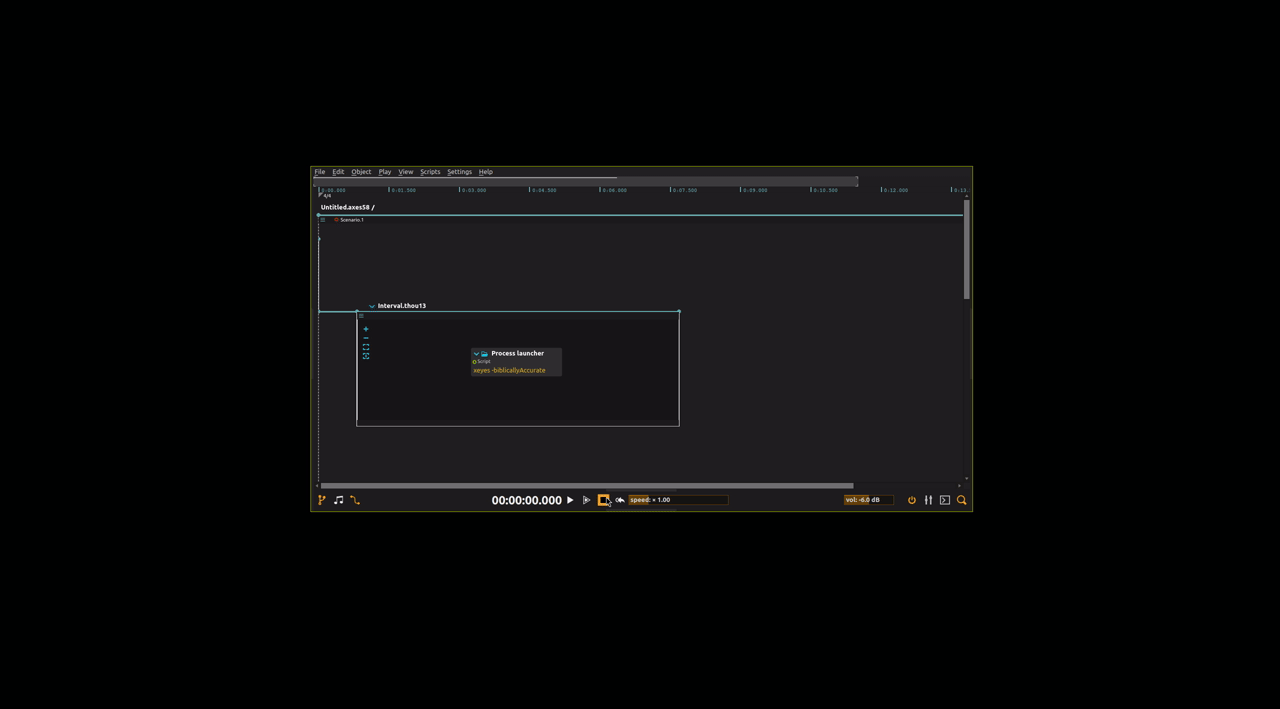 File Edit Object Play View Scripts Settings Help
0:00.000 0:01.500 0:03.000 0:04.500 0:06.000 0:07.500 0:09.000 0:10.500 0:12.000 0:13.
4/4
Untitled.axes58 /
Scenario.1
Interval.thou13
Process launcher
Script
xeyes -biblicallyAccurate
00:00:00.000 speed: × 1.00 vol: -6.0 dB